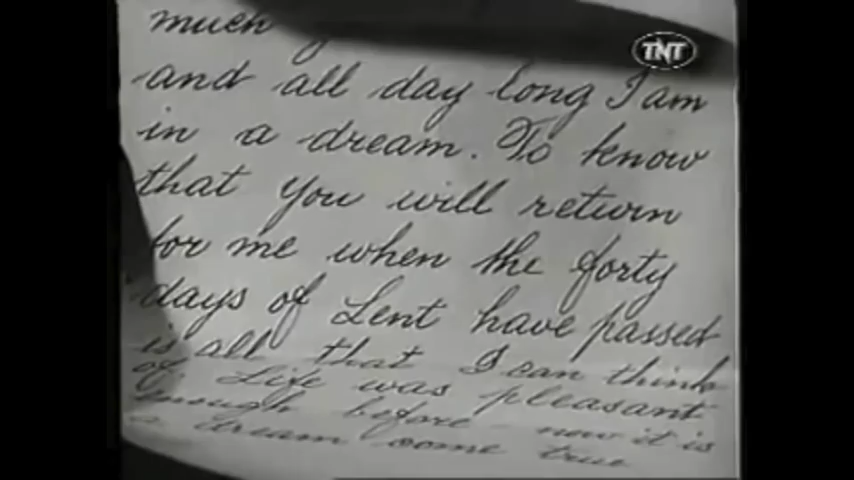 much
TNT
and all day long I am
in a dream. To know
that you will return
for me when the forty
days of Lent have passed
is all that I can think
of. Life was pleasant
enough before - now it is
a dream come true